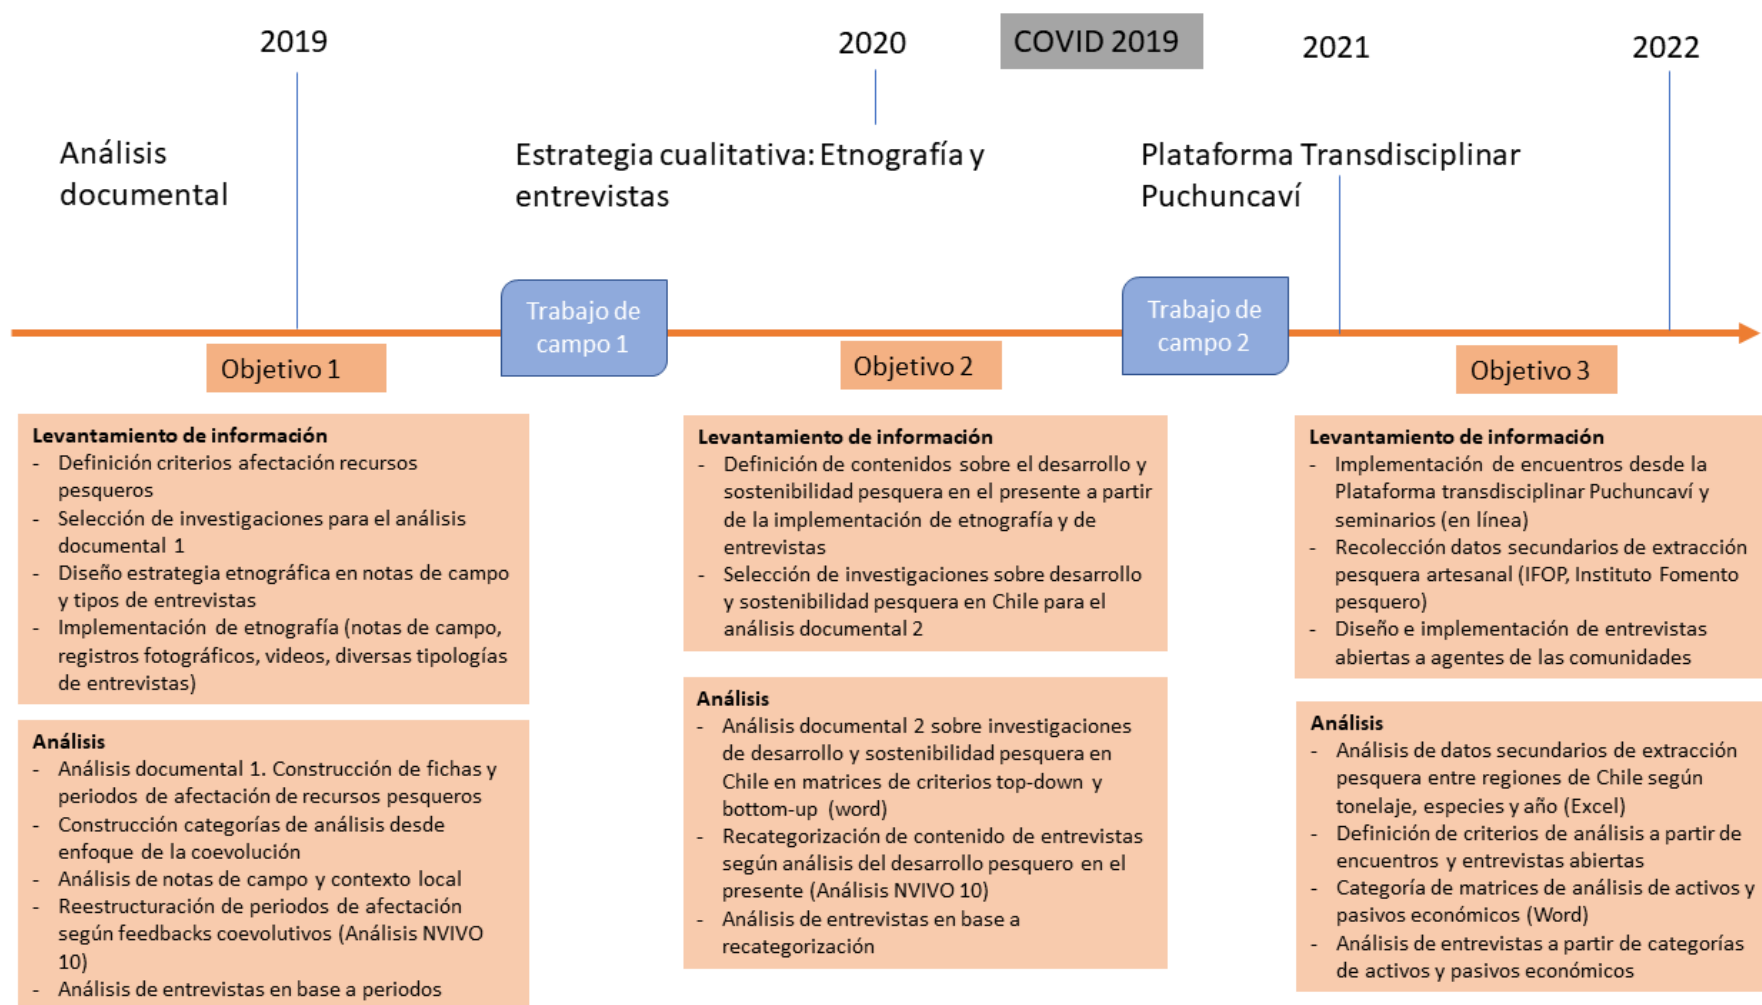 2019
2020
COVID 2019
2021
2022
Análisis
documental
Estrategia cualitativa: Etnografía y
entrevistas
Plataforma Transdisciplinar
Puchuncaví
Trabajo de
campo 1
Trabajo de
campo 2
Objetivo 1
Objetivo 2
Objetivo 3
Levantamiento de información
- Definición criterios afectación recursos
pesqueros
- Selección de investigaciones para el análisis
documental 1
- Diseño estrategia etnográfica en notas de campo
y tipos de entrevistas
- Implementación de etnografía (notas de campo,
registros fotográficos, videos, diversas tipologías
de entrevistas)
Análisis
- Análisis documental 1. Construcción de fichas y
periodos de afectación de recursos pesqueros
- Construcción categorías de análisis desde
enfoque de la coevolución
- Análisis de notas de campo y contexto local
- Reestructuración de periodos de afectación
según feedbacks coevolutivos (Análisis NVIVO
10)
- Análisis de entrevistas en base a periodos
Levantamiento de información
- Definición de contenidos sobre el desarrollo y
sostenibilidad pesquera en el presente a partir
de la implementación de etnografía y de
entrevistas
- Selección de investigaciones sobre desarrollo
y sostenibilidad pesquera en Chile para el
análisis documental 2
Análisis
- Análisis documental 2 sobre investigaciones
de desarrollo y sostenibilidad pesquera en
Chile en matrices de criterios top-down y
bottom-up (word)
- Recategorización de contenido de entrevistas
según análisis del desarrollo pesquero en el
presente (Análisis NVIVO 10)
- Análisis de entrevistas en base a
recategorización
Levantamiento de información
- Implementación de encuentros desde la
Plataforma transdisciplinar Puchuncaví y
seminarios (en línea)
- Recolección datos secundarios de extracción
pesquera artesanal (IFOP, Instituto Fomento
pesquero)
- Diseño e implementación de entrevistas
abiertas a agentes de las comunidades
Análisis
- Análisis de datos secundarios de extracción
pesquera entre regiones de Chile según
tonelaje, especies y año (Excel)
- Definición de criterios de análisis a partir de
encuentros y entrevistas abiertas
- Categoría de matrices de análisis de activos y
pasivos económicos (Word)
- Análisis de entrevistas a partir de categorías
de activos y pasivos económicos